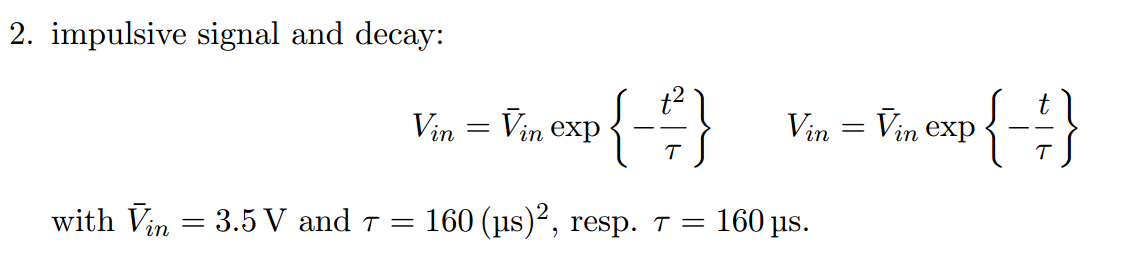 2. impulsive signal and decay:
V̄_in = V̄_in exp{−t²/τ} V_in = V̄_in exp{−t/τ}
with V̄_in = 3.5 V and τ = 160 (µs)², resp. τ = 160 µs.